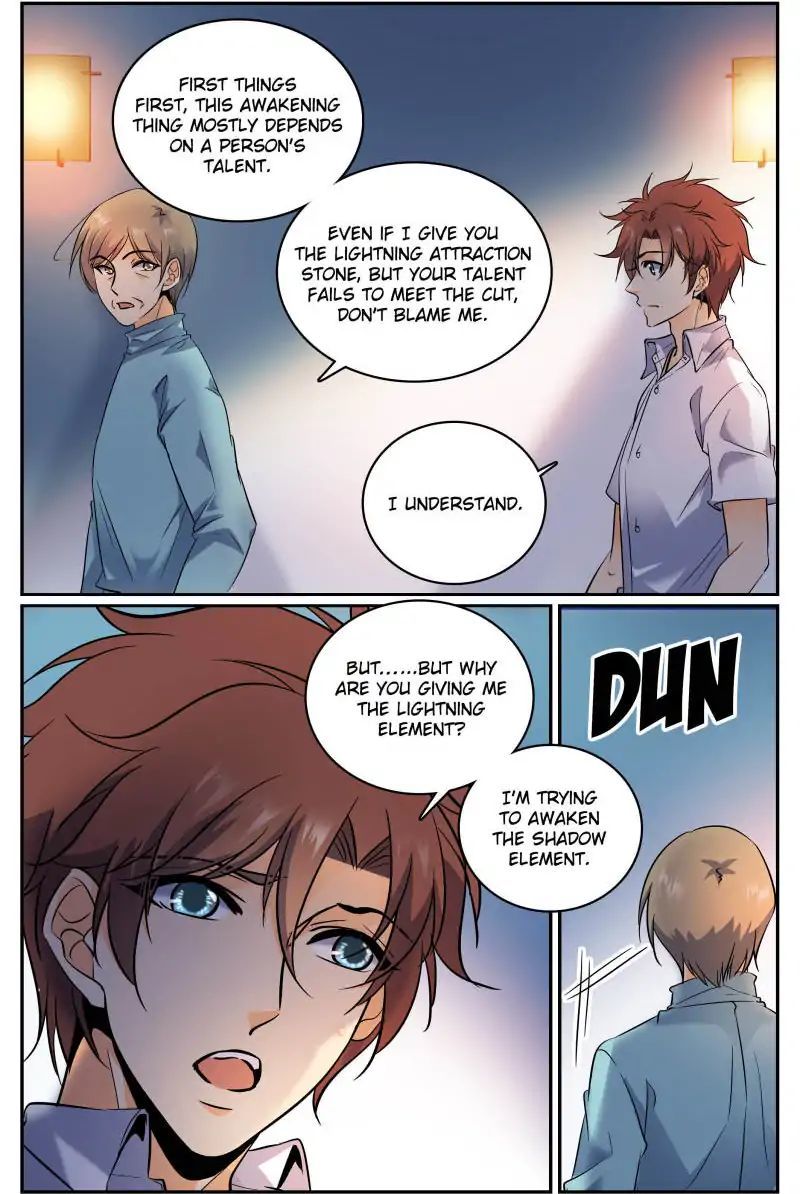 FIRST THINGS
FIRST, THIS AWAKENING
THING MOSTLY DEPENDS
ON A PERSON'S
TALENT.
EVEN IF I GIVE YOU
THE LIGHTNING ATTRACTION
STONE, BUT YOUR TALENT
FAILS TO MEET THE CUT,
DON'T BLAME ME.
I UNDERSTAND.
BUT......BUT WHY
ARE YOU GIVING ME
THE LIGHTNING
ELEMENT?
I'M TRYING
TO AWAKEN
THE SHADOW
ELEMENT.
DUN